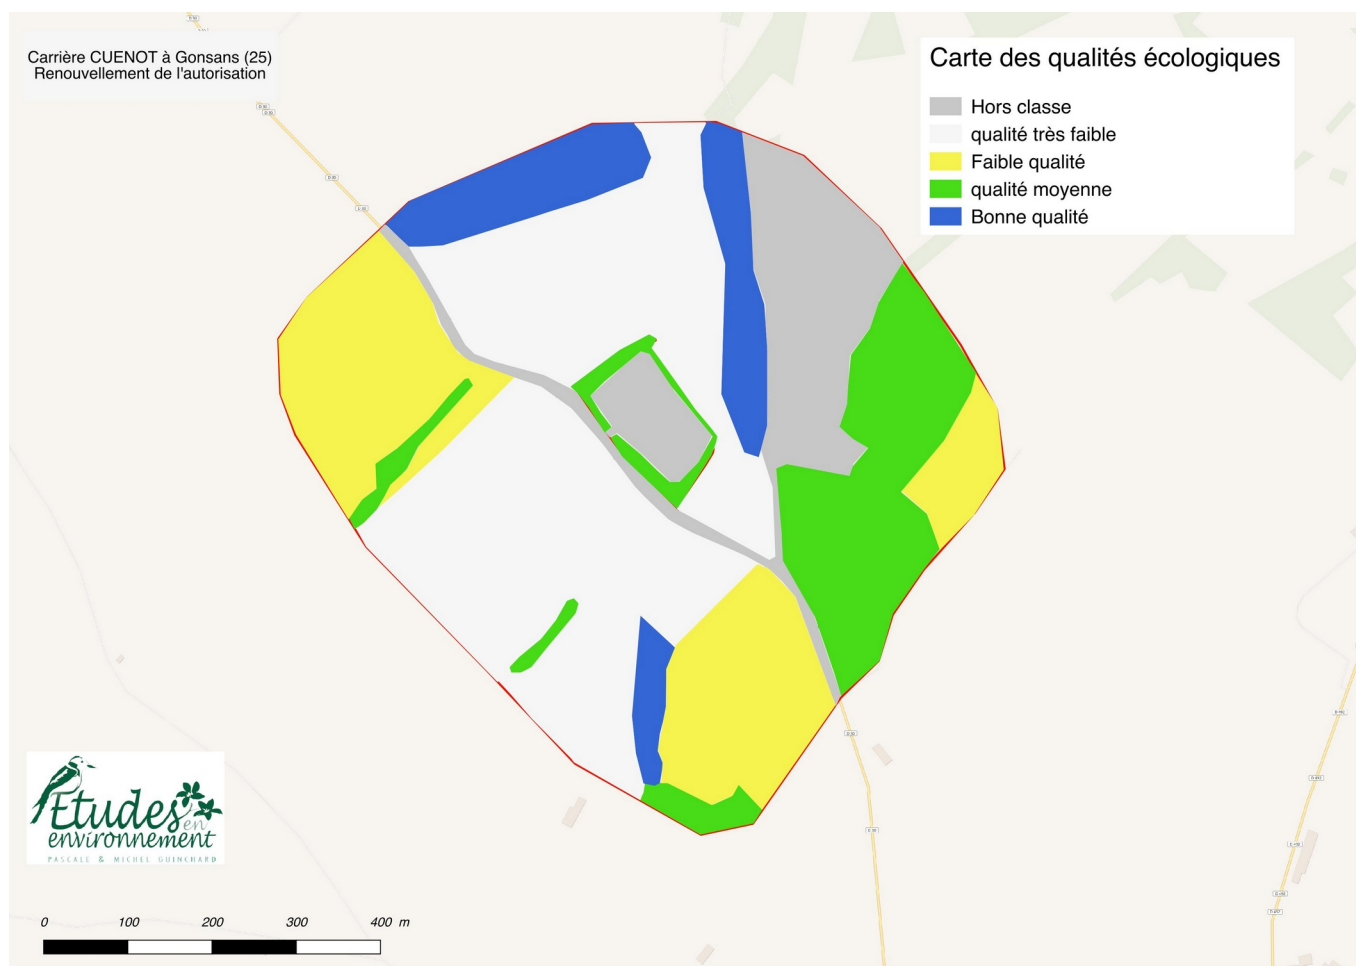 Carrière CUENOT à Gonsans (25)
Renouvellement de l'autorisation
Carte des qualités écologiques
Hors classe
qualité très faible
Faible qualité
qualité moyenne
Bonne qualité
Etudes
en
environnement
PASCALE & MICHEL GUINCHARD
0 100 200 300 400 m